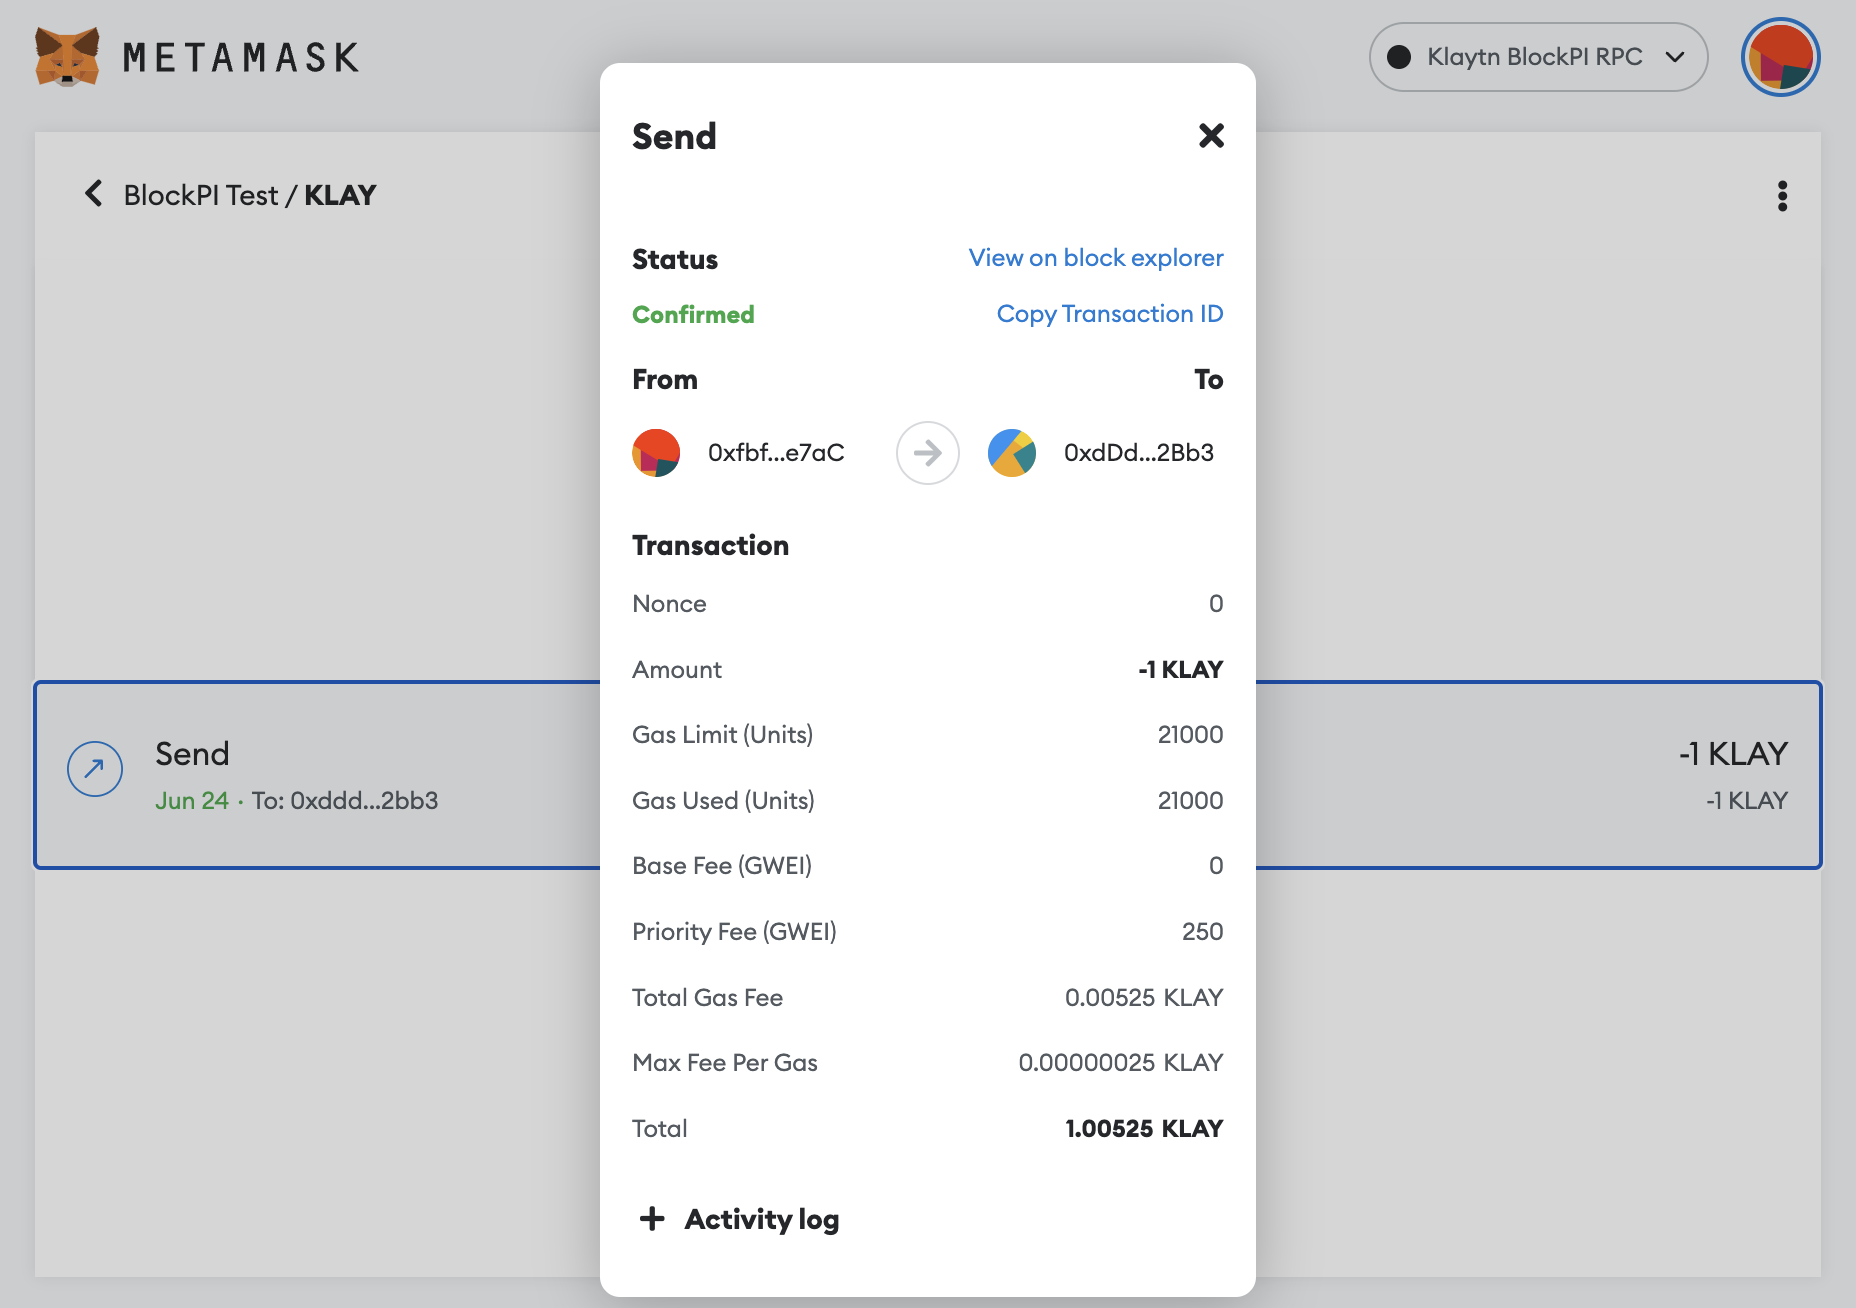 METAMASK
Klaytn BlockPI RPC
BlockPI Test / KLAY
Send
Status
View on block explorer
Confirmed
Copy Transaction ID
From
To
0xfbf...e7aC
0xdDd...2Bb3
Transaction
Nonce
0
Amount
-1 KLAY
Gas Limit (Units)
21000
Gas Used (Units)
21000
Base Fee (GWEI)
0
Priority Fee (GWEI)
250
Total Gas Fee
0.00525 KLAY
Max Fee Per Gas
0.00000025 KLAY
Total
1.00525 KLAY
Activity log
Send
Jun 24 · To: 0xddd...2bb3
-1 KLAY
-1 KLAY